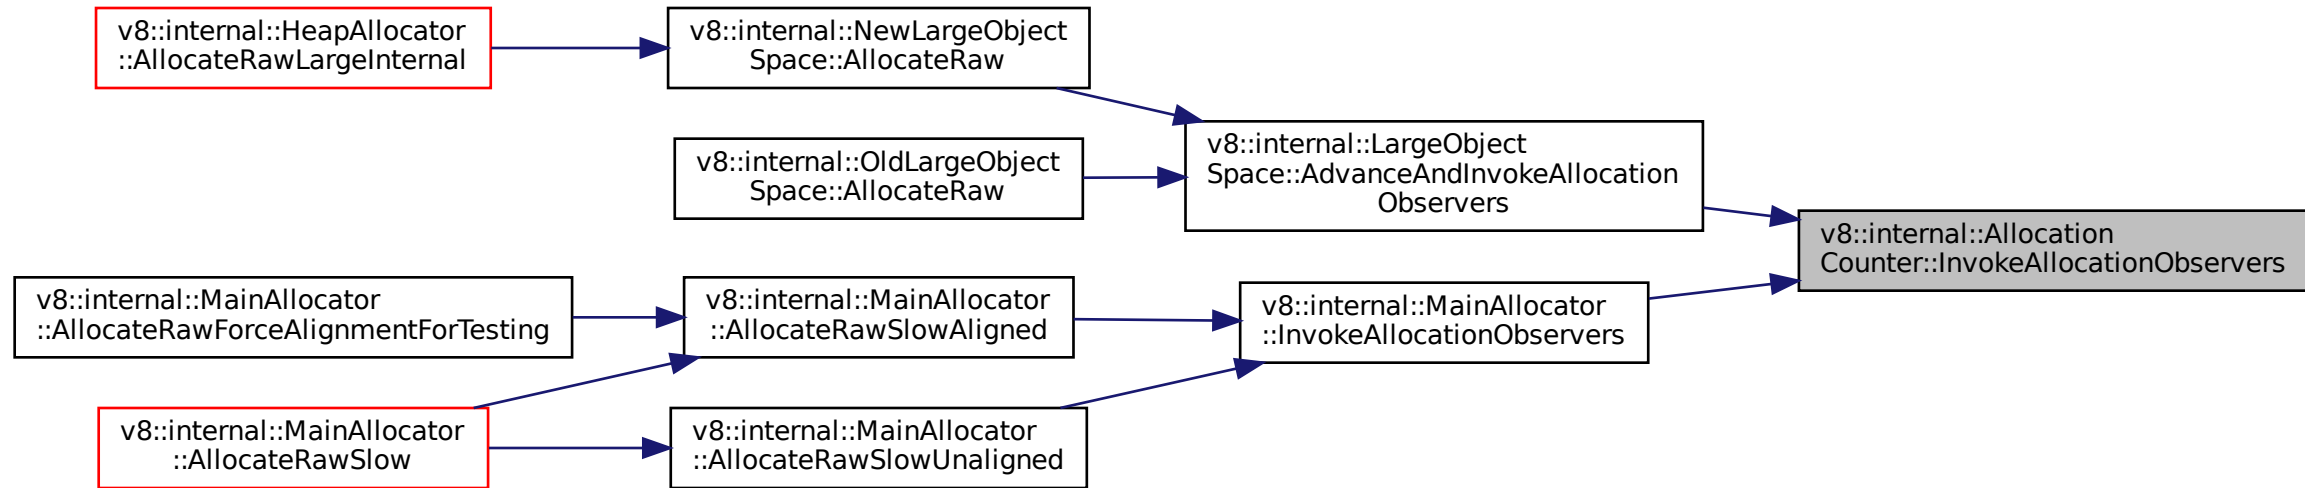 v8::internal::HeapAllocator
::AllocateRawLargeInternal
v8::internal::NewLargeObject
Space::AllocateRaw
v8::internal::OldLargeObject
Space::AllocateRaw
v8::internal::LargeObject
Space::AdvanceAndInvokeAllocation
Observers
v8::internal::Allocation
Counter::InvokeAllocationObservers
v8::internal::MainAllocator
::AllocateRawForceAlignmentForTesting
v8::internal::MainAllocator
::AllocateRawSlowAligned
v8::internal::MainAllocator
::InvokeAllocationObservers
v8::internal::MainAllocator
::AllocateRawSlow
v8::internal::MainAllocator
::AllocateRawSlowUnaligned